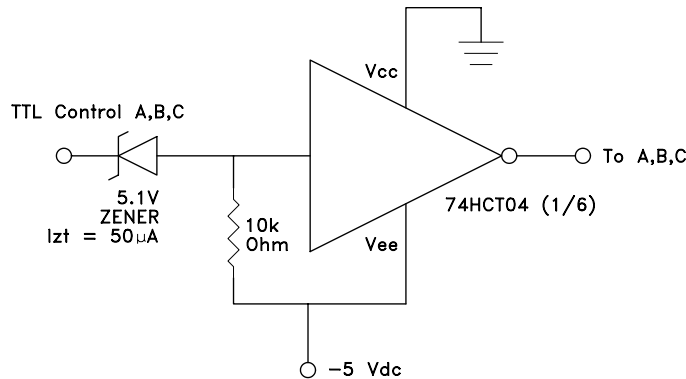 Vcc
TTL Control A,B,C
To A,B,C
5.1V
ZENER
Izt = 50µA
74HCT04 (1/6)
10k
Ohm
Vee
-5 Vdc